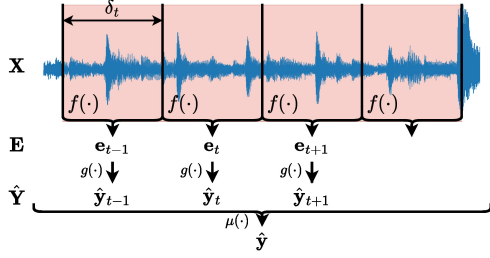 δ_t
X
f(·) f(·) f(·) f(·)
E e_{t−1} e_t e_{t+1}
g(·) g(·) g(·)
Ŷ ŷ_{t−1} ŷ_t ŷ_{t+1}
μ(·)
ŷ